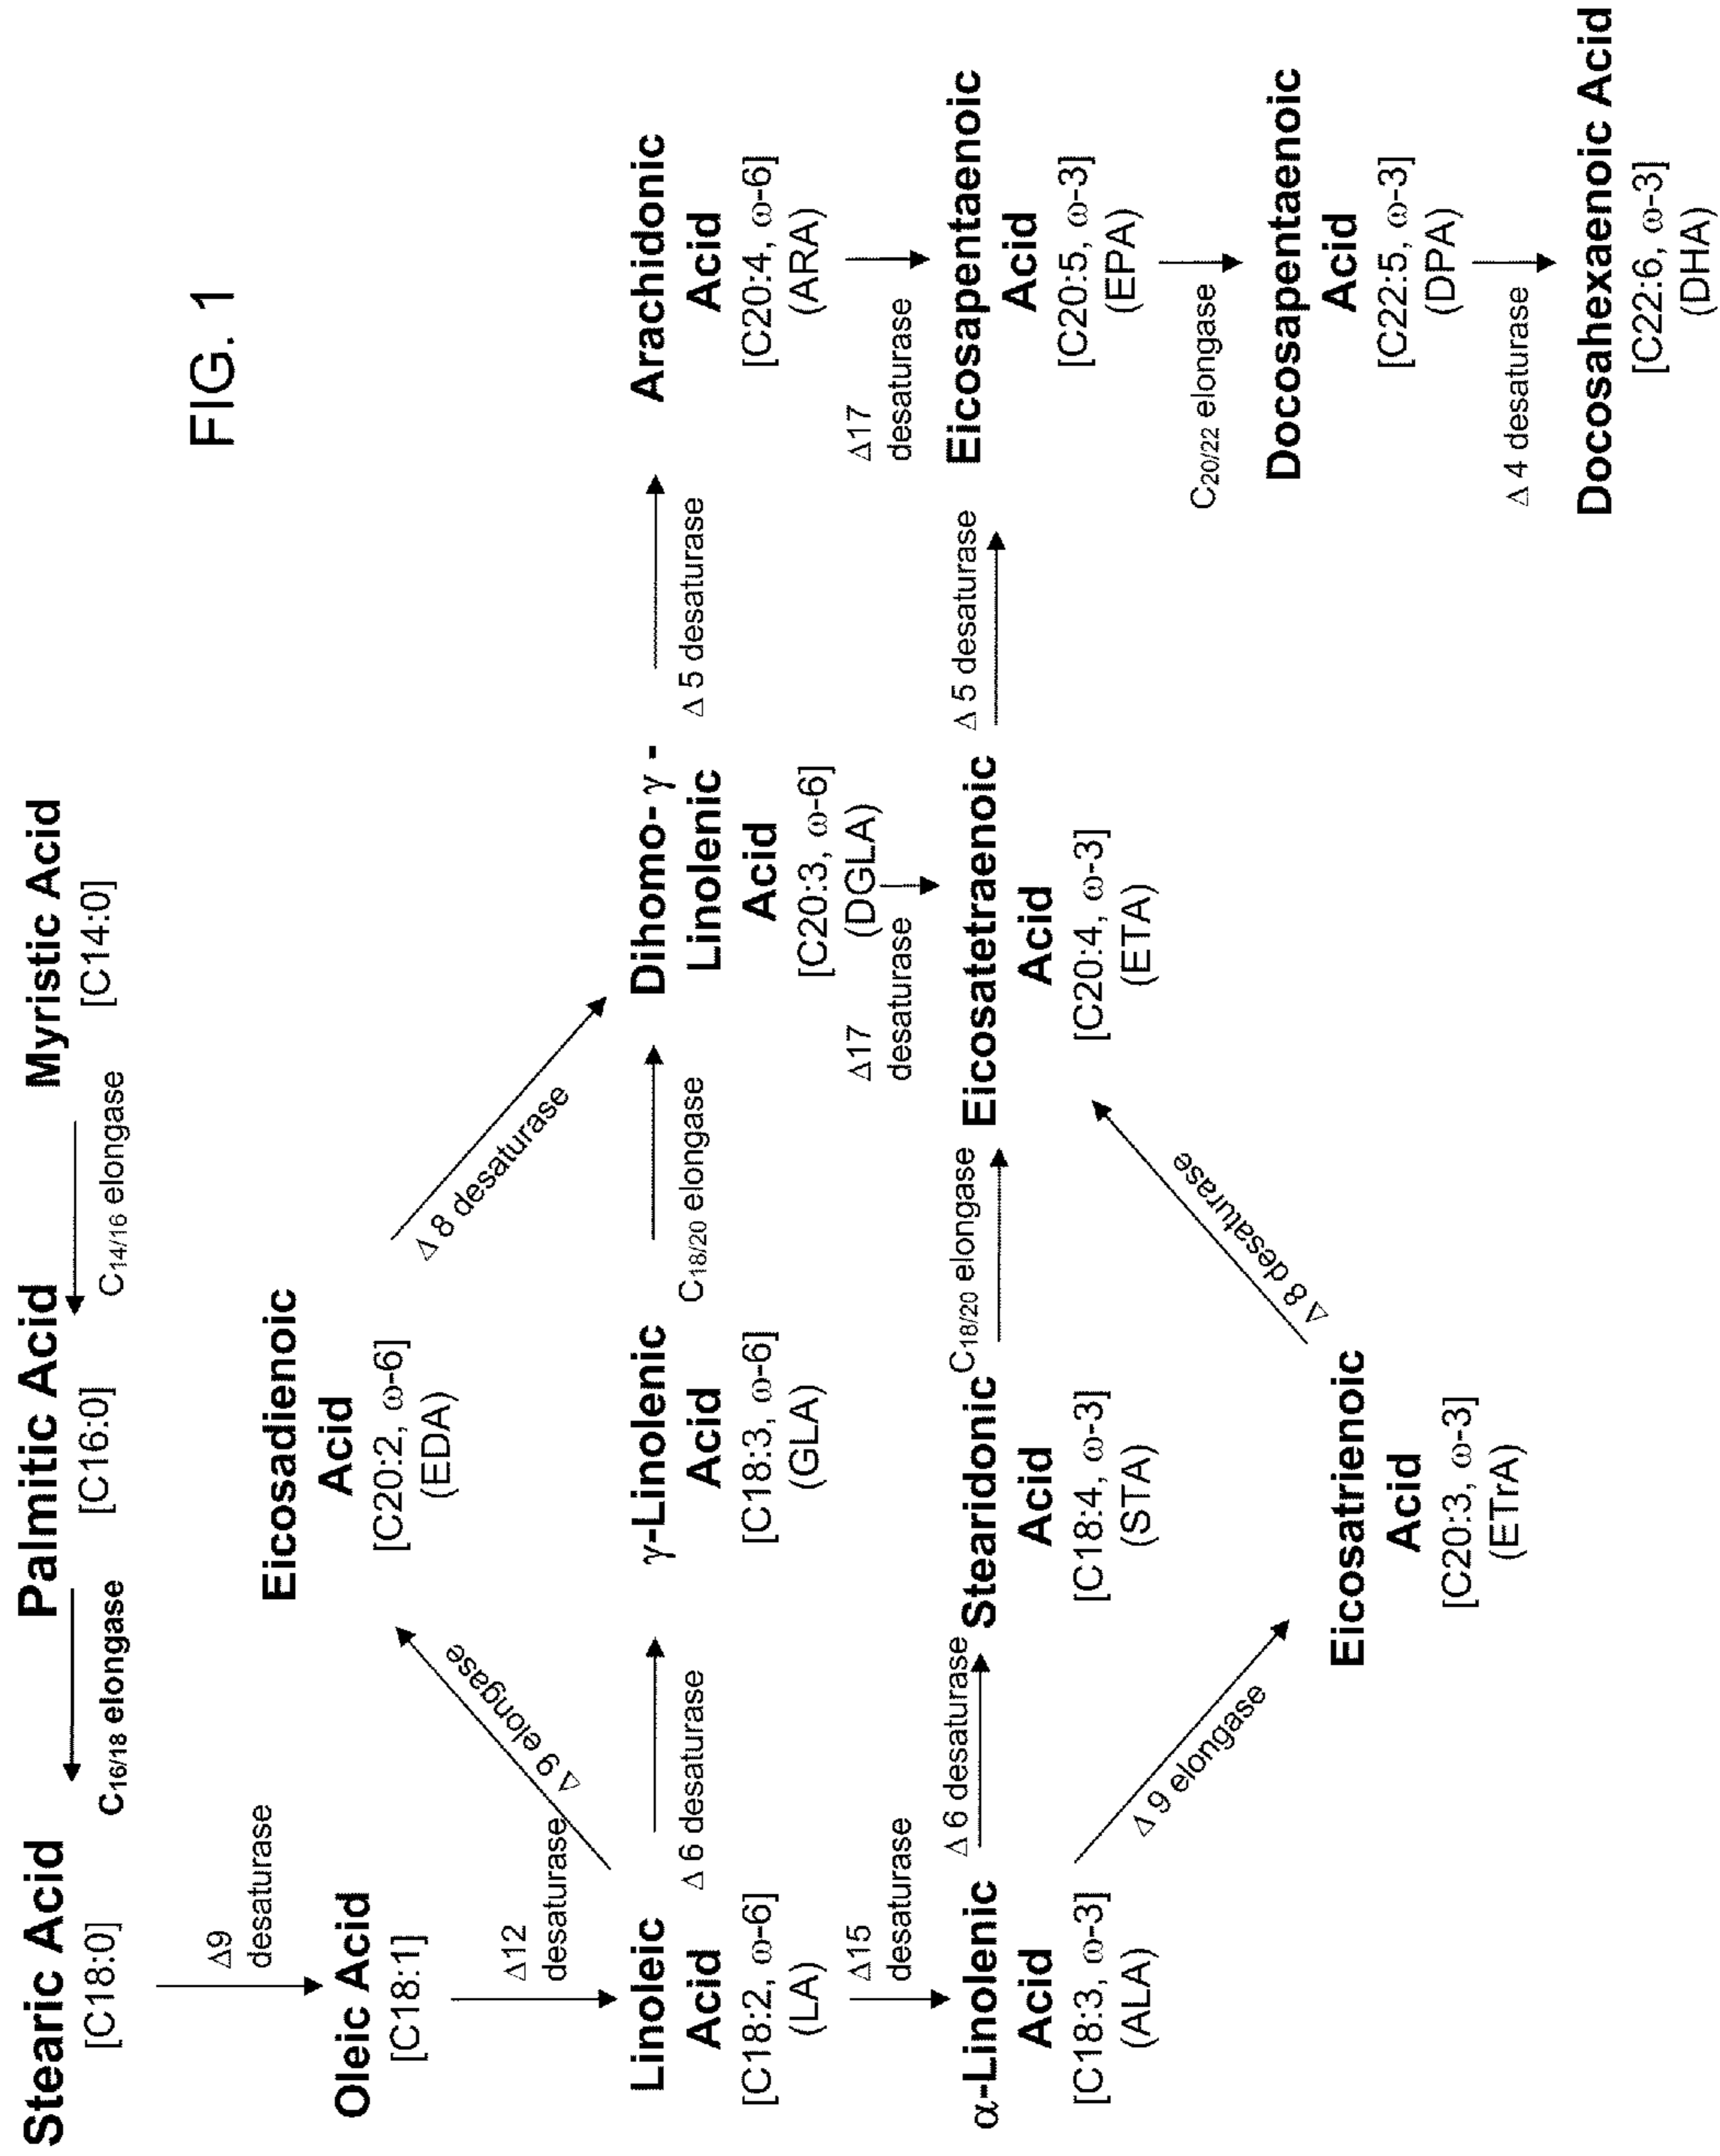 FIG. 1
Stearic Acid
[C18:0]
C16/18 elongase
Palmitic Acid
[C16:0]
C14/16 elongase
Myristic Acid
[C14:0]
Δ9
desaturase
Oleic Acid
[C18:1]
Δ12
desaturase
Δ 9 elongase
Eicosadienoic
Acid
[C20:2, ω-6]
(EDA)
Δ 8 desaturase
Linoleic
Acid
[C18:2, ω-6]
(LA)
Δ 6 desaturase
γ-Linolenic
Acid
[C18:3, ω-6]
(GLA)
C18/20 elongase
Dihomo- γ -
Linolenic
Acid
[C20:3, ω-6]
(DGLA)
Δ 5 desaturase
Arachidonic
Acid
[C20:4, ω-6]
(ARA)
Δ15
desaturase
Δ17
desaturase
Δ17
desaturase
α-Linolenic
Acid
[C18:3, ω-3]
(ALA)
Δ 6 desaturase
Stearidonic
Acid
[C18:4, ω-3]
(STA)
C18/20 elongase
Eicosatetraenoic
Acid
[C20:4, ω-3]
(ETA)
Δ 5 desaturase
Eicosapentaenoic
Acid
[C20:5, ω-3]
(EPA)
Δ 9 elongase
Eicosatrienoic
Acid
[C20:3, ω-3]
(ETrA)
Δ 8 desaturase
C20/22 elongase
Docosapentaenoic
Acid
[C22:5, ω-3]
(DPA)
Δ 4 desaturase
Docosahexaenoic Acid
[C22:6, ω-3]
(DHA)